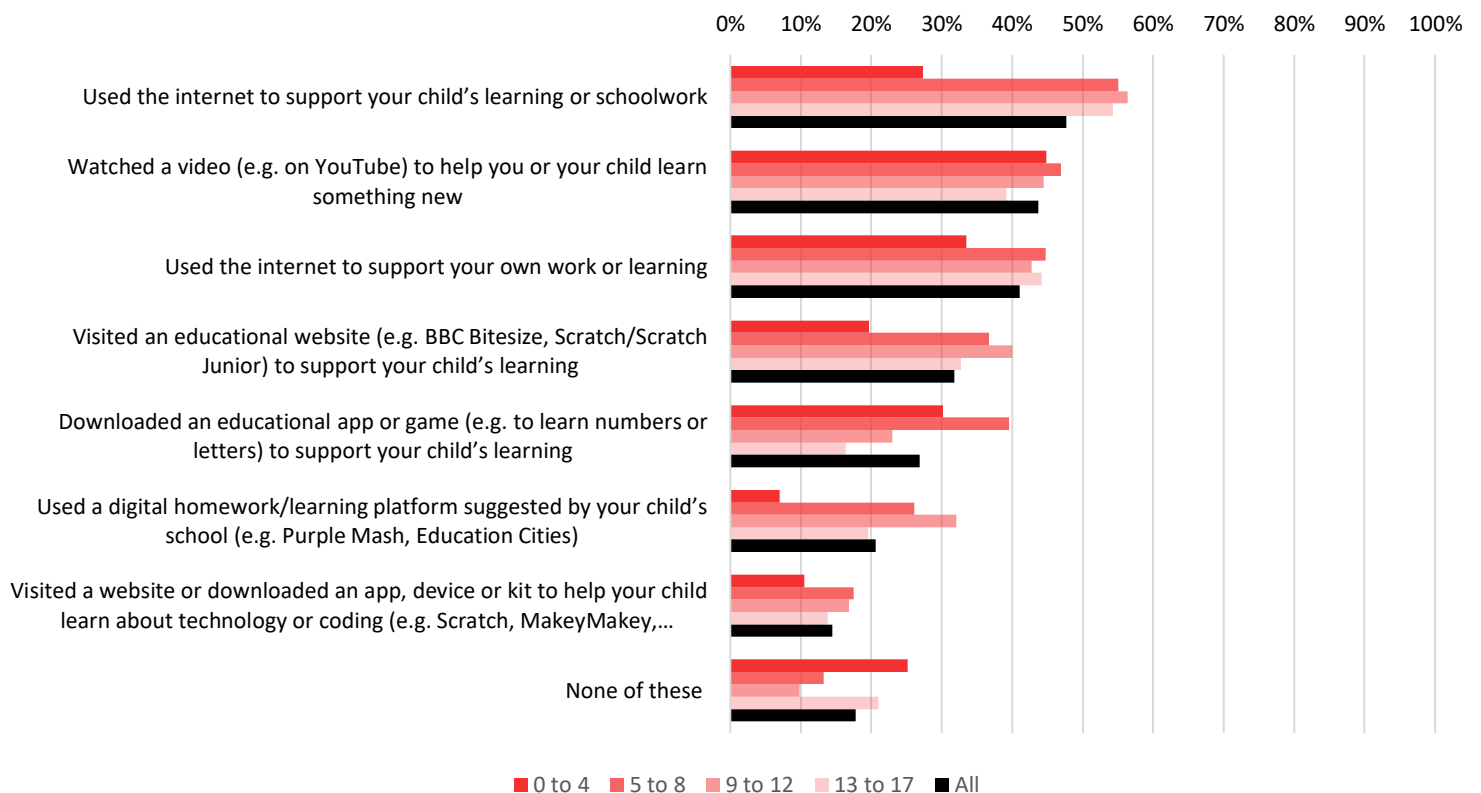 0% 10% 20% 30% 40% 50% 60% 70% 80% 90% 100%
Used the internet to support your child’s learning or schoolwork
Watched a video (e.g. on YouTube) to help you or your child learn
something new
Used the internet to support your own work or learning
Visited an educational website (e.g. BBC Bitesize, Scratch/Scratch
Junior) to support your child’s learning
Downloaded an educational app or game (e.g. to learn numbers or
letters) to support your child’s learning
Used a digital homework/learning platform suggested by your child’s
school (e.g. Purple Mash, Education Cities)
Visited a website or downloaded an app, device or kit to help your child
learn about technology or coding (e.g. Scratch, MakeyMakey,…
None of these
0 to 4 5 to 8 9 to 12 13 to 17 All